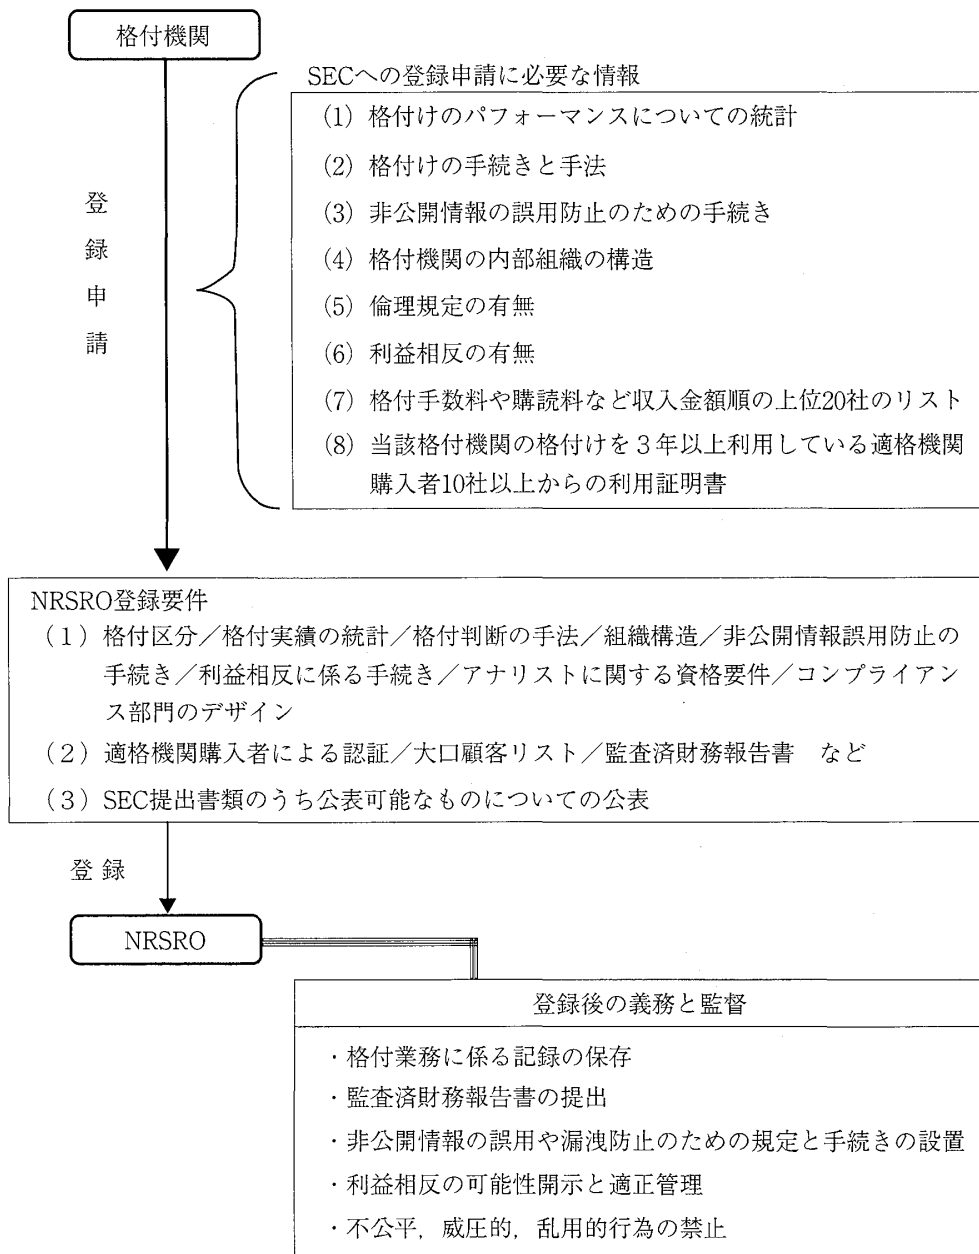 格付機関
SECへの登録申請に必要な情報
(1) 格付けのパフォーマンスについての統計
(2) 格付けの手続きと手法
(3) 非公開情報の誤用防止のための手続き
(4) 格付機関の内部組織の構造
(5) 倫理規定の有無
(6) 利益相反の有無
(7) 格付手数料や購読料など収入金額順の上位20社のリスト
(8) 当該格付機関の格付けを3年以上利用している適格機関
購入者10社以上からの利用証明書
登録申請
NRSRO登録要件
(1) 格付区分/格付実績の統計/格付判断の手法/組織構造/非公開情報誤用防止の
手続き/利益相反に係る手続き/アナリストに関する資格要件/コンプライアン
ス部門のデザイン
(2) 適格機関購入者による認証/大口顧客リスト/監査済財務報告書 など
(3) SEC提出書類のうち公表可能なものについての公表
登録
NRSRO
登録後の義務と監督
・格付業務に係る記録の保存
・監査済財務報告書の提出
・非公開情報の誤用や漏洩防止のための規定と手続きの設置
・利益相反の可能性開示と適正管理
・不公平,威圧的,乱用的行為の禁止